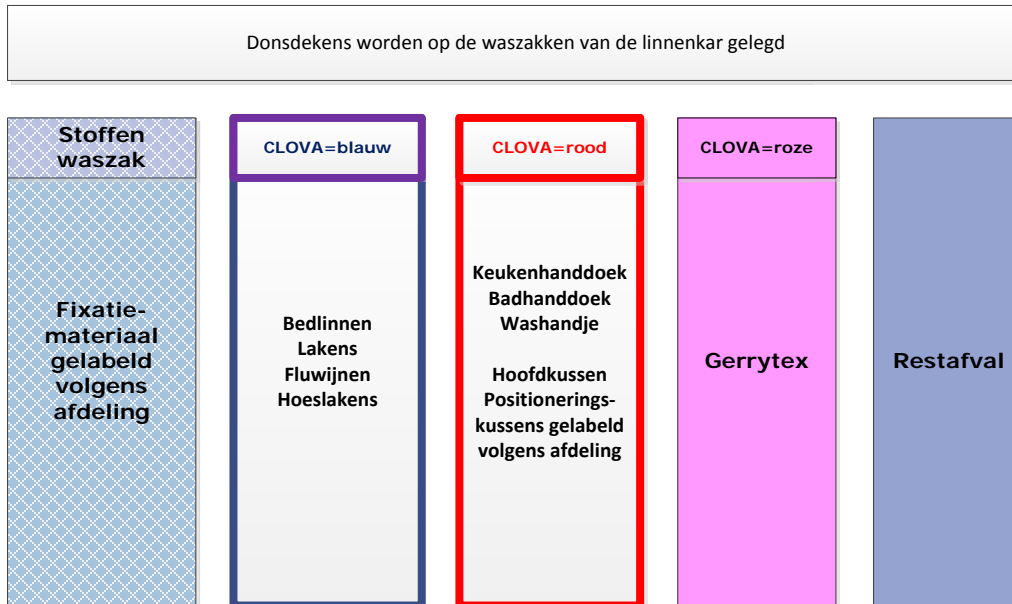 Donsdekens worden op de waszakken van de linnenkar gelegd
Stoffen
waszak
Fixatie-
materiaal
gelabeld
volgens
afdeling
CLOVA=blauw
Bedlinnen
Lakens
Fluwijnen
Hoeslakens
CLOVA=rood
Keukenhanddoek
Badhanddoek
Washandje
Hoofdkussen
Positionerings-
kussens gelabeld
volgens afdeling
CLOVA=roze
Gerrytex
Restafval